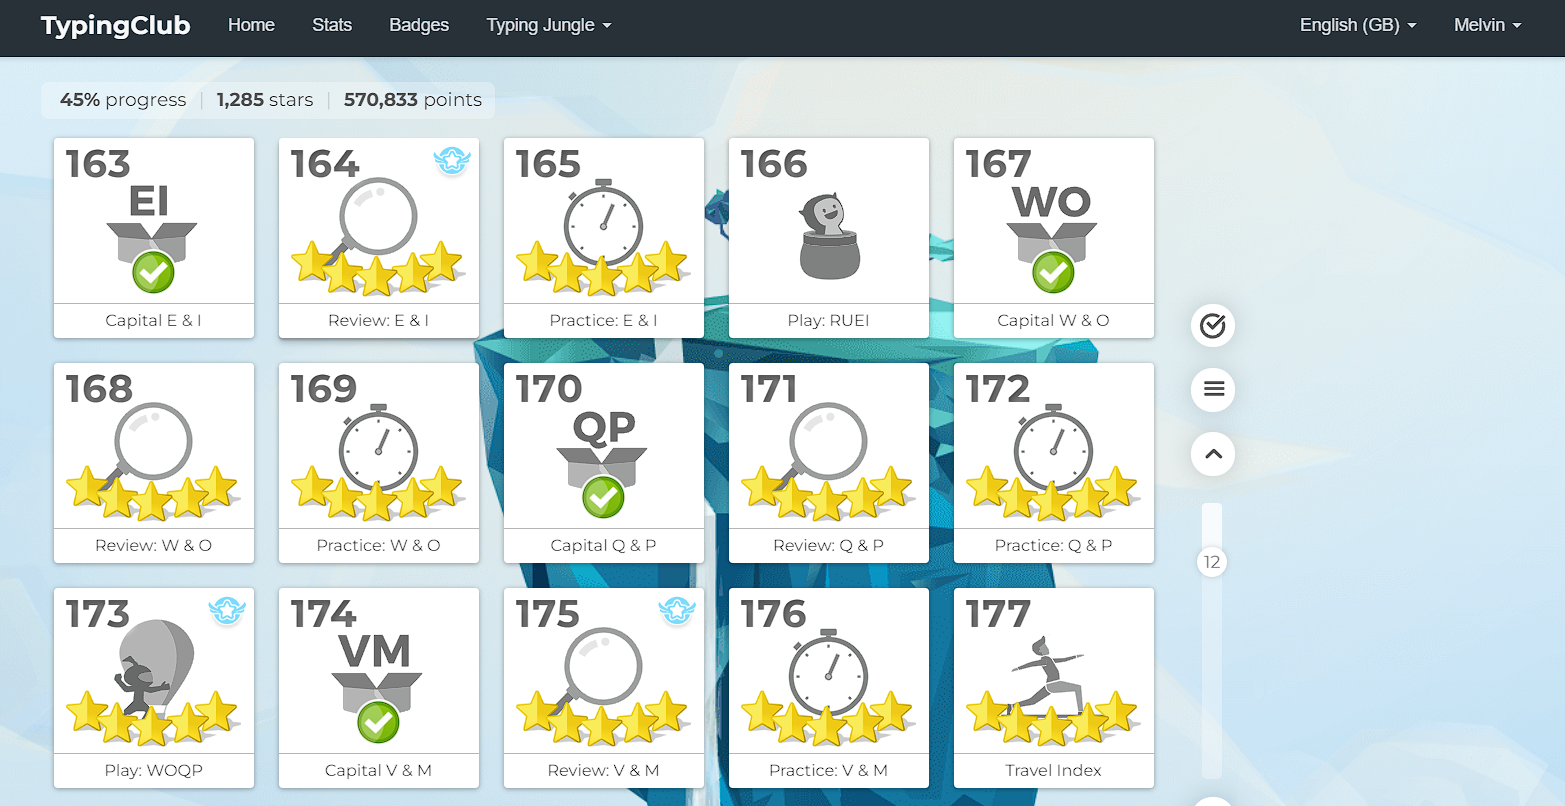 TypingClub Home Stats Badges Typing Jungle English (GB) Melvin
45% progress 1,285 stars 570,833 points
163 164 165 166 167
EI WO
Capital E & I Review: E & I Practice: E & I Play: RUEI Capital W & O
168 169 170 171 172
QP
Review: W & O Practice: W & O Capital Q & P Review: Q & P Practice: Q & P
12
173 174 175 176 177
VM
Play: WOQP Capital V & M Review: V & M Practice: V & M Travel Index